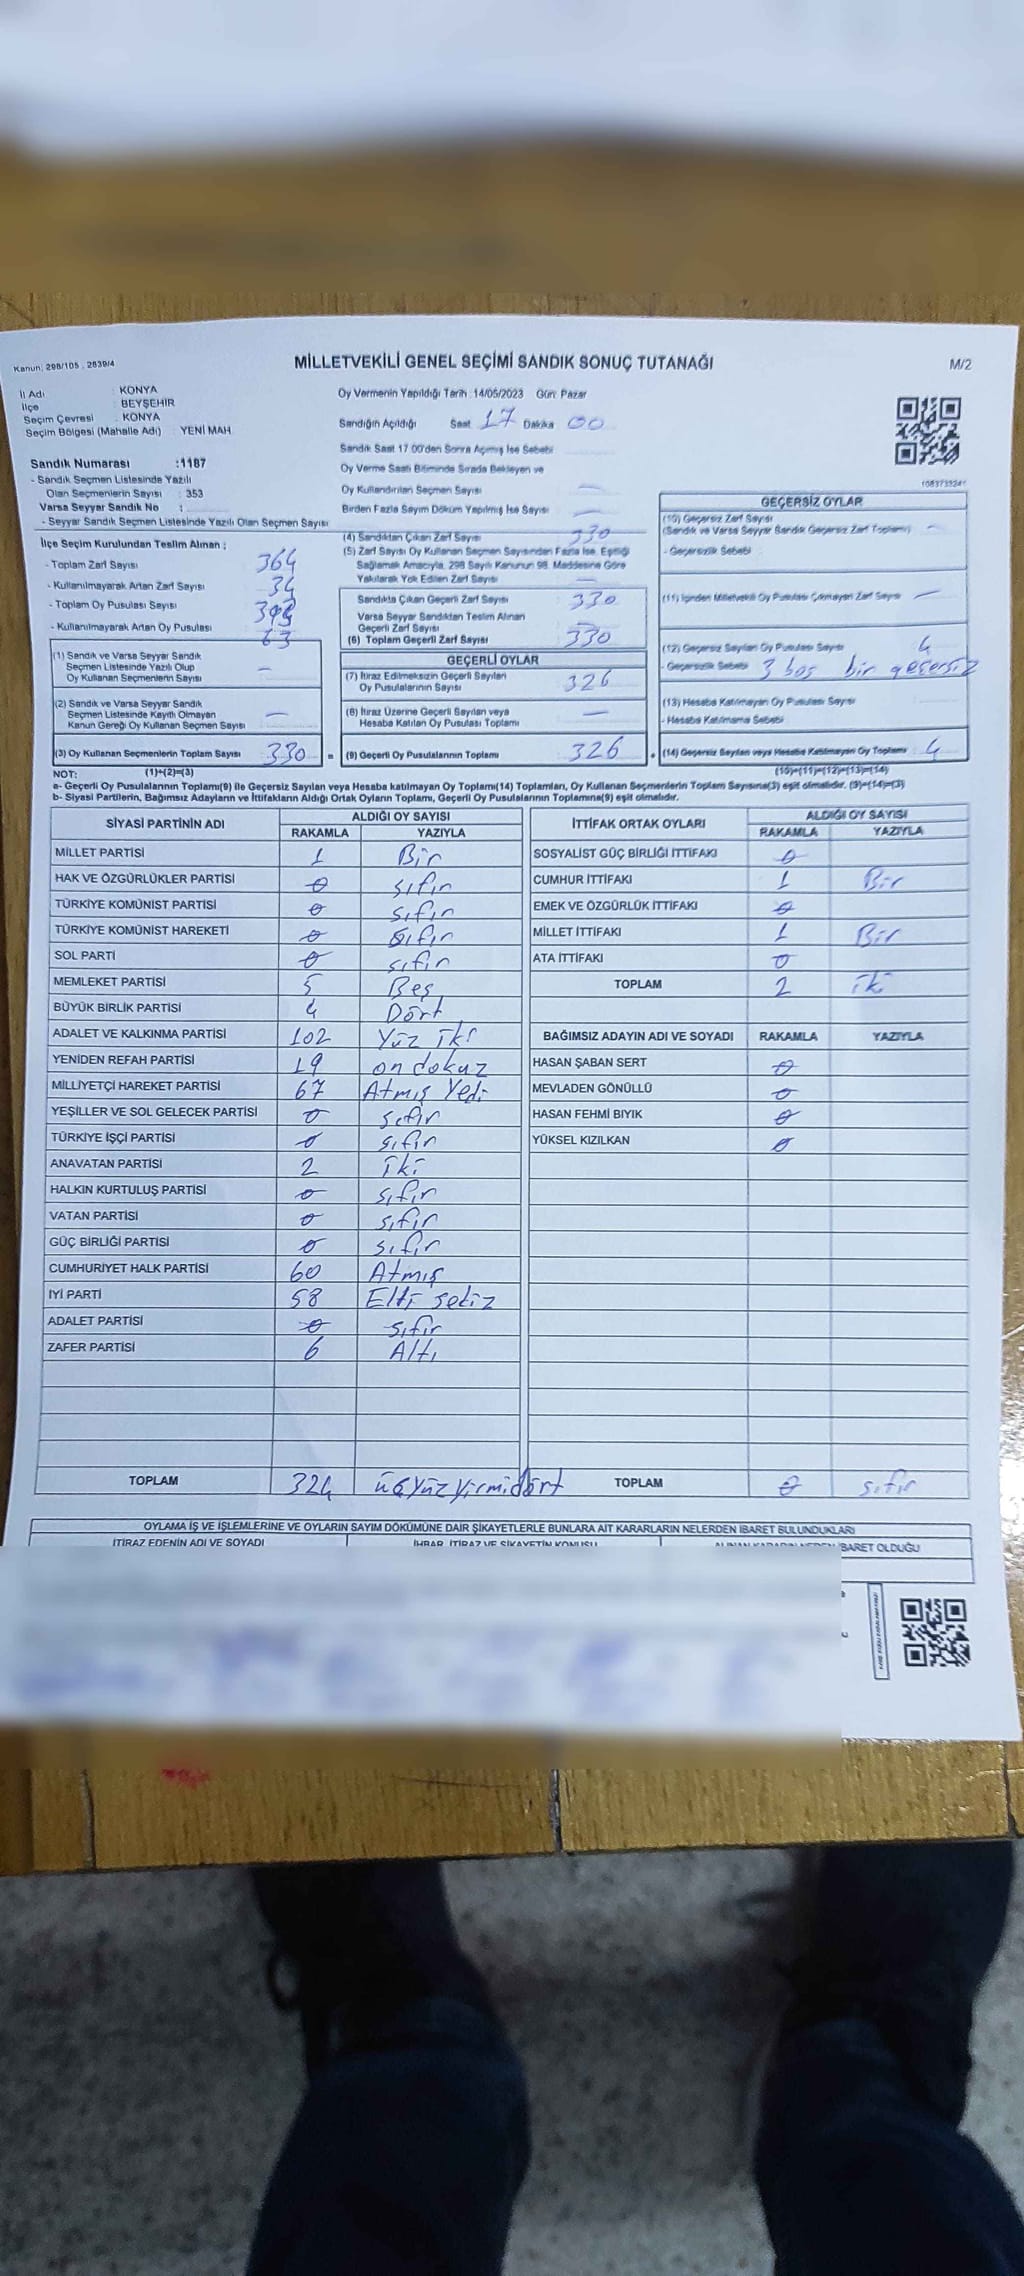 Kanun; 298/105 , 2839/4
MİLLETVEKİLİ GENEL SEÇİMİ SANDIK SONUÇ TUTANAĞI
M/2
İl Adı : KONYA
İlçe : BEYŞEHİR
Seçim Çevresi : KONYA
Seçim Bölgesi (Mahalle Adı) : YENİ MAH.
Sandık Numarası :1187
- Sandık Seçmen Listesinde Yazılı
Olan Seçmenlerin Sayısı : 353
Varsa Seyyar Sandık No :
- Seyyar Sandık Seçmen Listesinde Yazılı Olan Seçmen Sayısı
İlçe Seçim Kurulundan Teslim Alınan ;
- Toplam Zarf Sayısı 364
- Kullanılmayarak Artan Zarf Sayısı 34
- Toplam Oy Pusulası Sayısı
- Kullanılmayarak Artan Oy Pusulası 63
(1) Sandık ve Varsa Seyyar Sandık
Seçmen Listesinde Yazılı Olup
Oy Kullanan Seçmenlerin Sayısı —
(2) Sandık ve Varsa Seyyar Sandık
Seçmen Listesinde Kayıtlı Olmayan
Kanun Gereği Oy Kullanan Seçmen Sayısı —
(3) Oy Kullanan Seçmenlerin Toplam Sayısı 330 =
Oy Vermenin Yapıldığı Tarih :14/05/2023 Gün: Pazar
Sandığın Açıldığı Saat 17 Dakika 00
Sandık Saat 17.00'den Sonra Açılmış İse Sebebi —
Oy Verme Saati Bitiminde Sırada Bekleyen ve
Oy Kullandırılan Seçmen Sayısı —
Birden Fazla Sayım Döküm Yapılmış İse Sayısı —
(4) Sandıktan Çıkan Zarf Sayısı 330
(5) Zarf Sayısı Oy Kullanan Seçmen Sayısından Fazla İse, Eşitliği
Sağlamak Amacıyla, 298 Sayılı Kanunun 98. Maddesine Göre
Yakılarak Yok Edilen Zarf Sayısı —
Sandıkta Çıkan Geçerli Zarf Sayısı 330
Varsa Seyyar Sandıktan Teslim Alınan
Geçerli Zarf Sayısı
(6) Toplam Geçerli Zarf Sayısı 330
GEÇERLİ OYLAR
(7) İtiraz Edilmeksizin Geçerli Sayılan
Oy Pusulalarının Sayısı 326
(8) İtiraz Üzerine Geçerli Sayılan veya
Hesaba Katılan Oy Pusulası Toplamı —
(9) Geçerli Oy Pusulalarının Toplamı 326 +
1083733241
GEÇERSİZ OYLAR
(10) Geçersiz Zarf Sayısı
(Sandık ve Varsa Seyyar Sandık Geçersiz Zarf Toplamı) —
- Geçersizlik Sebebi :
(11) İçinden Milletvekili Oy Pusulası Çıkmayan Zarf Sayısı —
(12) Geçersiz Sayılan Oy Pusulası Sayısı 4
- Geçersizlik Sebebi 3 boş bir geçersiz
(13) Hesaba Katılmayan Oy Pusulası Sayısı
- Hesaba Katılmama Sebebi
(14) Geçersiz Sayılan veya Hesaba Katılmayan Oy Toplamı 4
NOT: (1)+(2)=(3) (10)+(11)+(12)+(13)=(14)
a- Geçerli Oy Pusulalarının Toplamı(9) ile Geçersiz Sayılan veya Hesaba katılmayan Oy Toplamı(14) Toplamları, Oy Kullanan Seçmenlerin Toplam Sayısına(3) eşit olmalıdır. (9)+(14)=(3)
b- Siyasi Partilerin, Bağımsız Adayların ve İttifakların Aldığı Ortak Oyların Toplamı, Geçerli Oy Pusulalarının Toplamına(9) eşit olmalıdır.
SİYASİ PARTİNİN ADI ALDIĞI OY SAYISI
RAKAMLA YAZIYLA
MİLLET PARTİSİ 1 Bir
HAK VE ÖZGÜRLÜKLER PARTİSİ 0 sıfır
TÜRKİYE KOMÜNİST PARTİSİ 0 sıfır
TÜRKİYE KOMÜNİST HAREKETİ 0 sıfır
SOL PARTİ 0 sıfır
MEMLEKET PARTİSİ 5 Beş
BÜYÜK BİRLİK PARTİSİ 4 Dört
ADALET VE KALKINMA PARTİSİ 102 Yüz iki
YENİDEN REFAH PARTİSİ 19 on dokuz
MİLLİYETÇİ HAREKET PARTİSİ 67 Atmış Yedi
YEŞİLLER VE SOL GELECEK PARTİSİ 0 sıfır
TÜRKİYE İŞÇİ PARTİSİ 0 sıfır
ANAVATAN PARTİSİ 2 iki
HALKIN KURTULUŞ PARTİSİ 0 sıfır
VATAN PARTİSİ 0 sıfır
GÜÇ BİRLİĞİ PARTİSİ 0 sıfır
CUMHURİYET HALK PARTİSİ 60 Atmış
İYİ PARTİ 58 Elli sekiz
ADALET PARTİSİ 0 sıfır
ZAFER PARTİSİ 6 Altı
TOPLAM 324 üçyüzyirmidört
İTTİFAK ORTAK OYLARI ALDIĞI OY SAYISI
RAKAMLA YAZIYLA
SOSYALİST GÜÇ BİRLİĞİ İTTİFAKI 0
CUMHUR İTTİFAKI 1 Bir
EMEK VE ÖZGÜRLÜK İTTİFAKI 0
MİLLET İTTİFAKI 1 Bir
ATA İTTİFAKI 0
TOPLAM 2 iki
BAĞIMSIZ ADAYIN ADI VE SOYADI RAKAMLA YAZIYLA
HASAN ŞABAN SERT 0
MEVLADEN GÖNÜLLÜ 0
HASAN FEHMİ BIYIK 0
YÜKSEL KIZILKAN 0
TOPLAM 0 sıfır
OYLAMA İŞ VE İŞLEMLERİNE VE OYLARIN SAYIM DÖKÜMÜNE DAİR ŞİKAYETLERLE BUNLARA AİT KARARLARIN NELERDEN İBARET BULUNDUKLARI
İTİRAZ EDENİN ADI VE SOYADI İHBAR, İTİRAZ VE ŞİKAYETİN KONUSU İBARET OLDUĞU